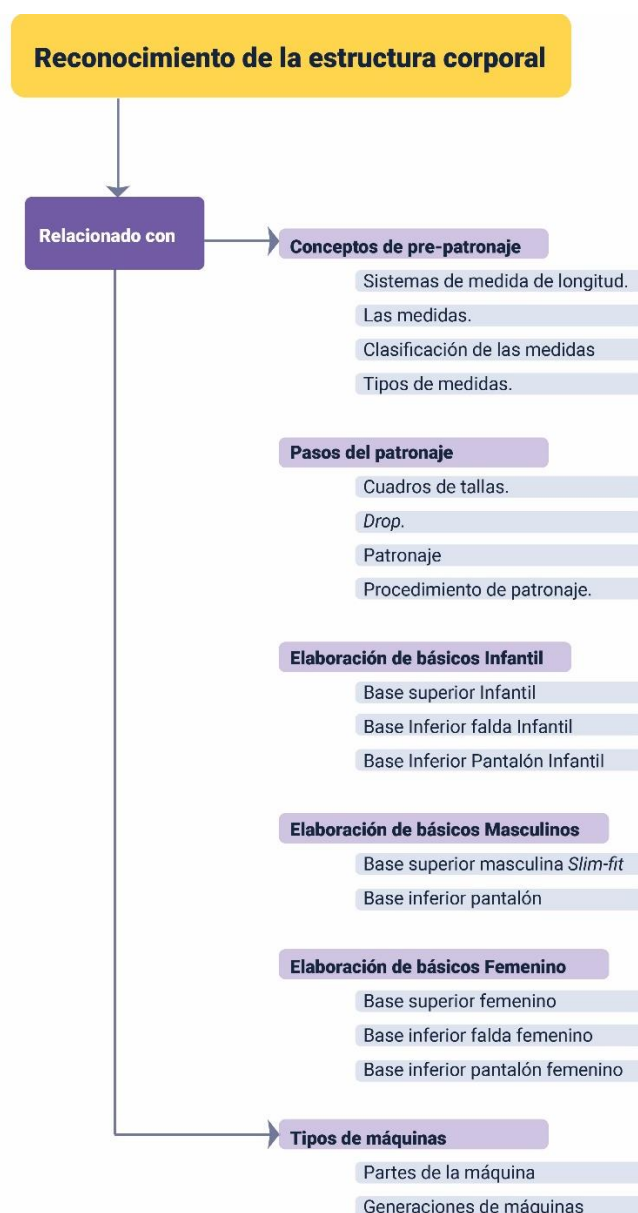 Reconocimiento de la estructura corporal
Relacionado con
Conceptos de pre-patronaje
Sistemas de medida de longitud.
Las medidas.
Clasificación de las medidas
Tipos de medidas.
Pasos del patronaje
Cuadros de tallas.
Drop.
Patronaje
Procedimiento de patronaje.
Elaboración de básicos Infantil
Base superior Infantil
Base Inferior falda Infantil
Base Inferior Pantalón Infantil
Elaboración de básicos Masculinos
Base superior masculina Slim-fit
Base inferior pantalón
Elaboración de básicos Femenino
Base superior femenino
Base inferior falda femenino
Base inferior pantalón femenino
Tipos de máquinas
Partes de la máquina
Generaciones de máquinas